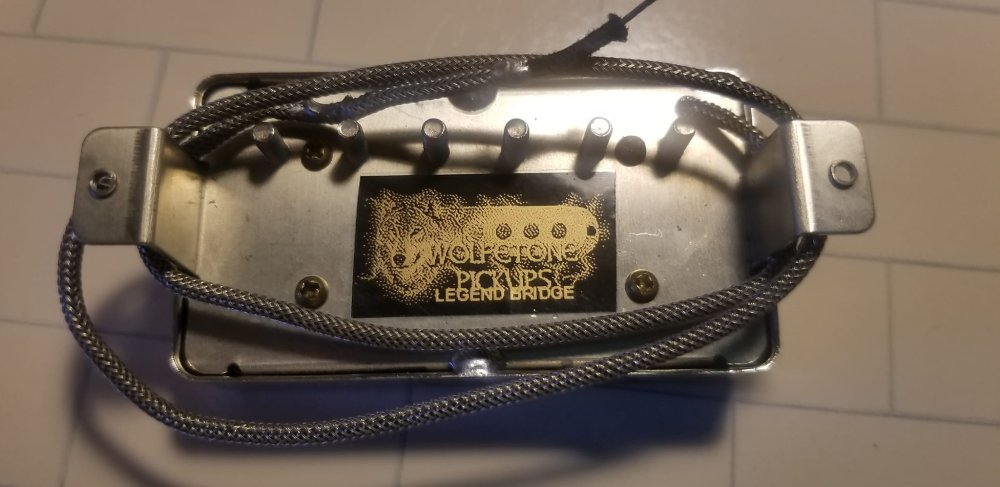 WOLFETONE
PICKUPS
LEGEND BRIDGE